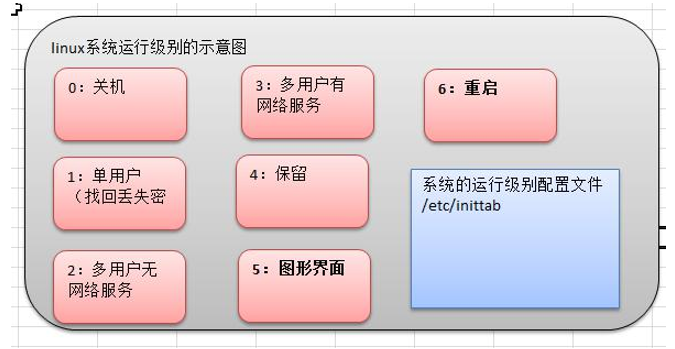 linux系统运行级别的示意图
0：关机
1：单用户
（找回丢失密
2：多用户无
网络服务
3：多用户有
网络服务
4：保留
5：图形界面
6：重启
系统的运行级别配置文件
/etc/inittab